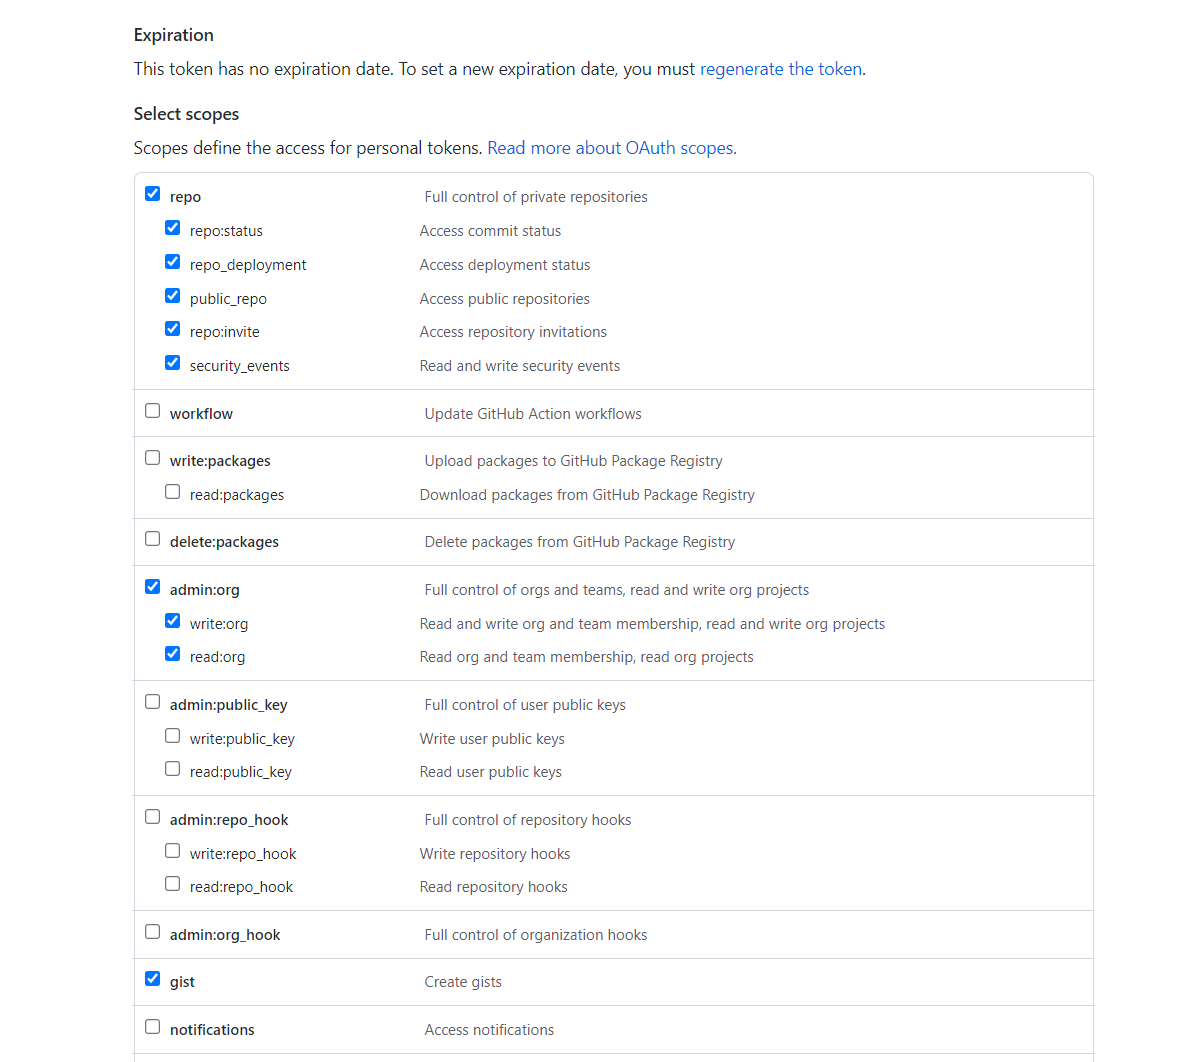 Expiration
This token has no expiration date. To set a new expiration date, you must regenerate the token.
Select scopes
Scopes define the access for personal tokens. Read more about OAuth scopes.
repo Full control of private repositories
repo:status Access commit status
repo_deployment Access deployment status
public_repo Access public repositories
repo:invite Access repository invitations
security_events Read and write security events
workflow Update GitHub Action workflows
write:packages Upload packages to GitHub Package Registry
read:packages Download packages from GitHub Package Registry
delete:packages Delete packages from GitHub Package Registry
admin:org Full control of orgs and teams, read and write org projects
write:org Read and write org and team membership, read and write org projects
read:org Read org and team membership, read org projects
admin:public_key Full control of user public keys
write:public_key Write user public keys
read:public_key Read user public keys
admin:repo_hook Full control of repository hooks
write:repo_hook Write repository hooks
read:repo_hook Read repository hooks
admin:org_hook Full control of organization hooks
gist Create gists
notifications Access notifications